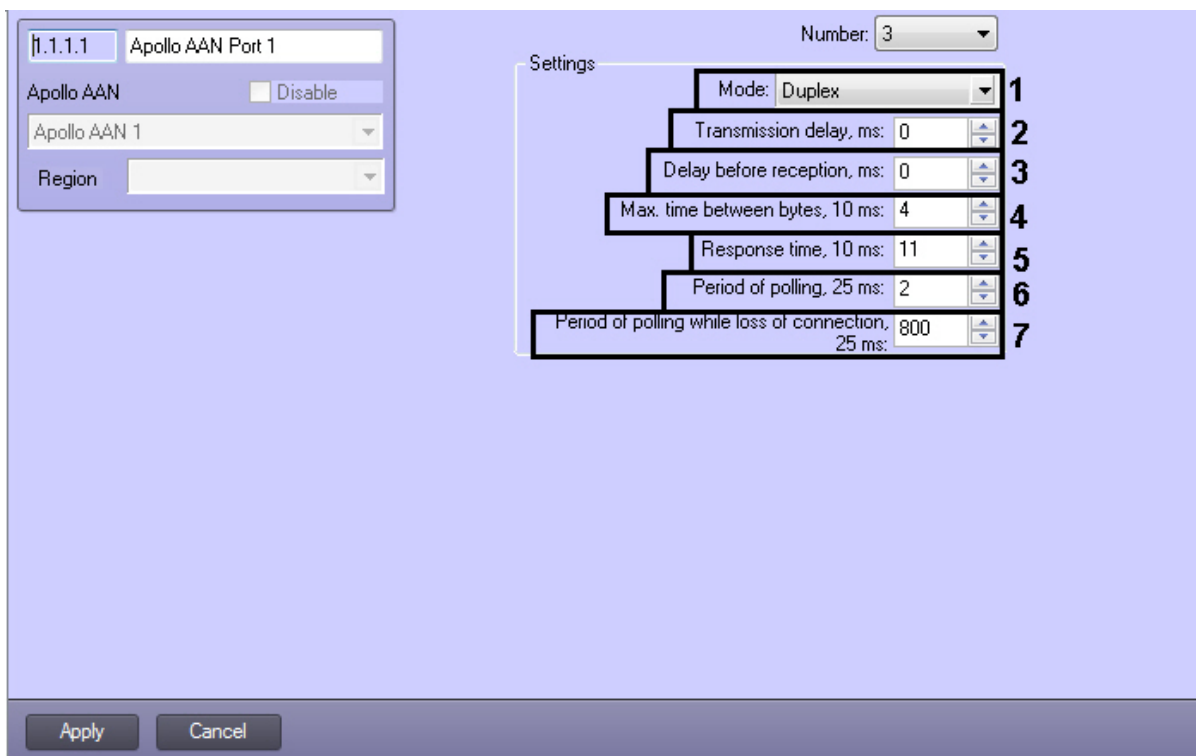 1.1.1.1 Apollo AAN Port 1
Apollo AAN Disable
Apollo AAN 1
Region
Number: 3
Settings
Mode: Duplex 1
Transmission delay, ms: 0 2
Delay before reception, ms: 0 3
Max. time between bytes, 10 ms: 4 4
Response time, 10 ms: 11 5
Period of polling, 25 ms: 2 6
Period of polling while loss of connection, 800 7
25 ms:
Apply Cancel